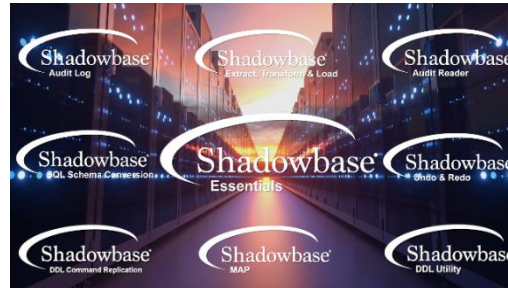 Shadowbase®
Audit Log
Shadowbase®
Extract, Transform & Load
Shadowbase
Audit Reader
Shadowbase®
SQL Schema Conversion
Shadowbase®
Essentials
Shadowbase
Undo & Redo
Shadowbase®
DDL Command Replication
Shadowbase®
MAP
Shadowbase
DDL Utility